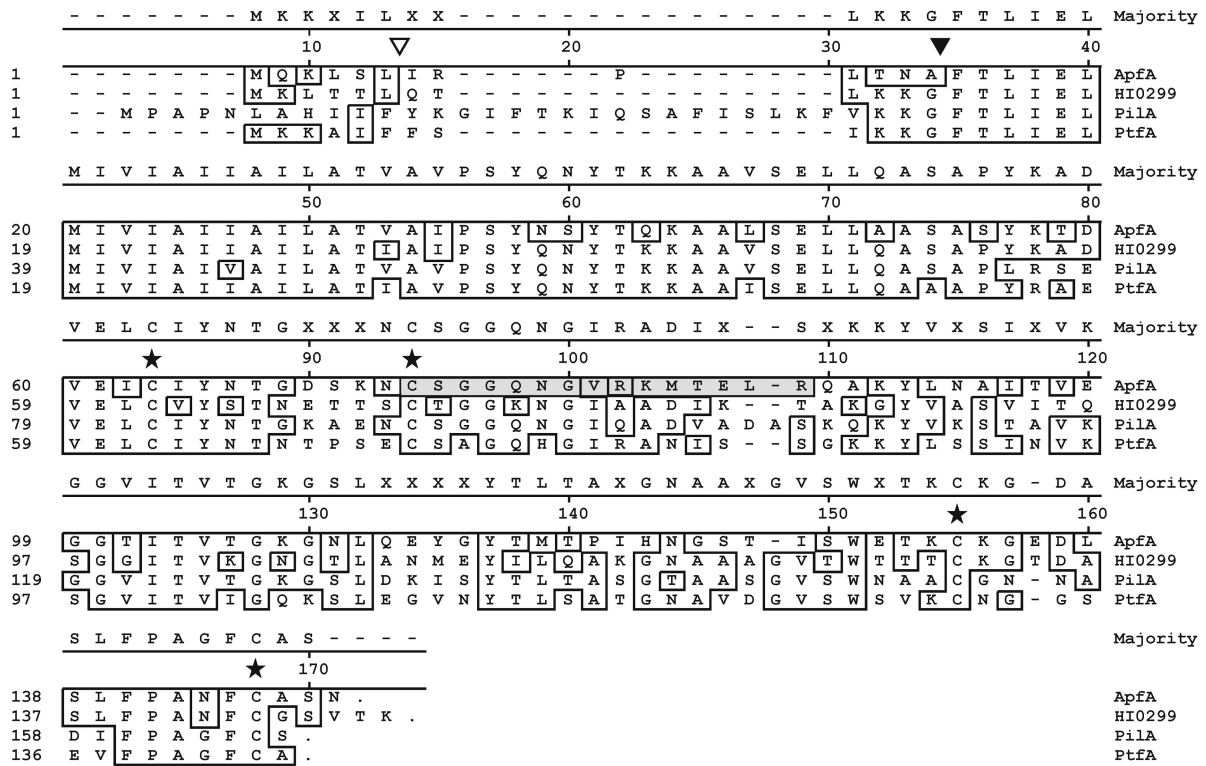 - - - - - - - M K K X I L X X - - - - - - - - - - - - - - - L K K G F T L I E L Majority
10 20 30 40
1 - - - - - - - M Q K L S L I R - - - - - - P - - - - - - - - L T N A F T L I E L ApfA
1 - - - - - - - M K L T T L Q T - - - - - - - - - - - - - - - L K K G F T L I E L HI0299
1 - - M P A P N L A H I I F Y K G I F T K I Q S A F I S L K F V K K G F T L I E L PilA
1 - - - - - - - M K K A I F F S - - - - - - - - - - - - - - - I K K G F T L I E L PtfA
M I V I A I I A I L A T V A V P S Y Q N Y T K K A A V S E L L Q A S A P Y K A D Majority
50 60 70 80
20 M I V I A I I A I L A T V A I P S Y Q N S Y T Q K A A L S E L L A A S A S Y K T D ApfA
19 M I V I A I I A I L A T I A I P S Y Q N Y T K K A A V S E L L Q A S A P Y K A D HI0299
39 M I V I A I V A I L A T V A V P S Y Q N Y T K K A A V S E L L Q A S A P L R S E PilA
19 M I V I A I I A I L A T I A V P S Y Q N Y T K K A A I S E L L Q A A A P Y R A E PtfA
V E L C I Y N T G X X X N C S G G Q N G I R A D I X - - S X K K Y V X S I X V K Majority
90 100 110 120
60 V E I C I Y N T G D S K N C S G G Q N G V R K M T E L - R Q A K Y L N A I T V E ApfA
59 V E L C V Y S T N E T T S C T G G K N G I A A D I K - - T A K G Y V A S V I T Q HI0299
79 V E L C I Y N T G K A E N C S G G Q N G I Q A D V A D A S K Q K Y V K S T A V K PilA
59 V E L C I Y N T N T P S E C S A G Q H G I R A N I S - - S G K K Y L S S I N V K PtfA
G G V I T V T G K G S L X X X X Y T L T A X G N A A X G V S W X T K C K G - D A Majority
130 140 150 160
99 G G T I T V T G K G N L Q E Y G Y T M T P I H N G S T - I S W E T K C K G E D L ApfA
97 S G G I T V K G N G T L A N M E Y I L Q A K G N A A A G V T W T T T C K G T D A HI0299
119 G G V I T V T G K G S L D K I S Y T L T A S G T A A S G V S W N A A C G N - N A PilA
97 S G V I T V I G Q K S L E G V N Y T L S A T G N A V D G V S W S V K C N G - G S PtfA
S L F P A G F C A S - - - - Majority
170
138 S L F P A N F C A S N . ApfA
137 S L F P A N F C G S V T K . HI0299
158 D I F P A G F C S . PilA
136 E V F P A G F C A . PtfA